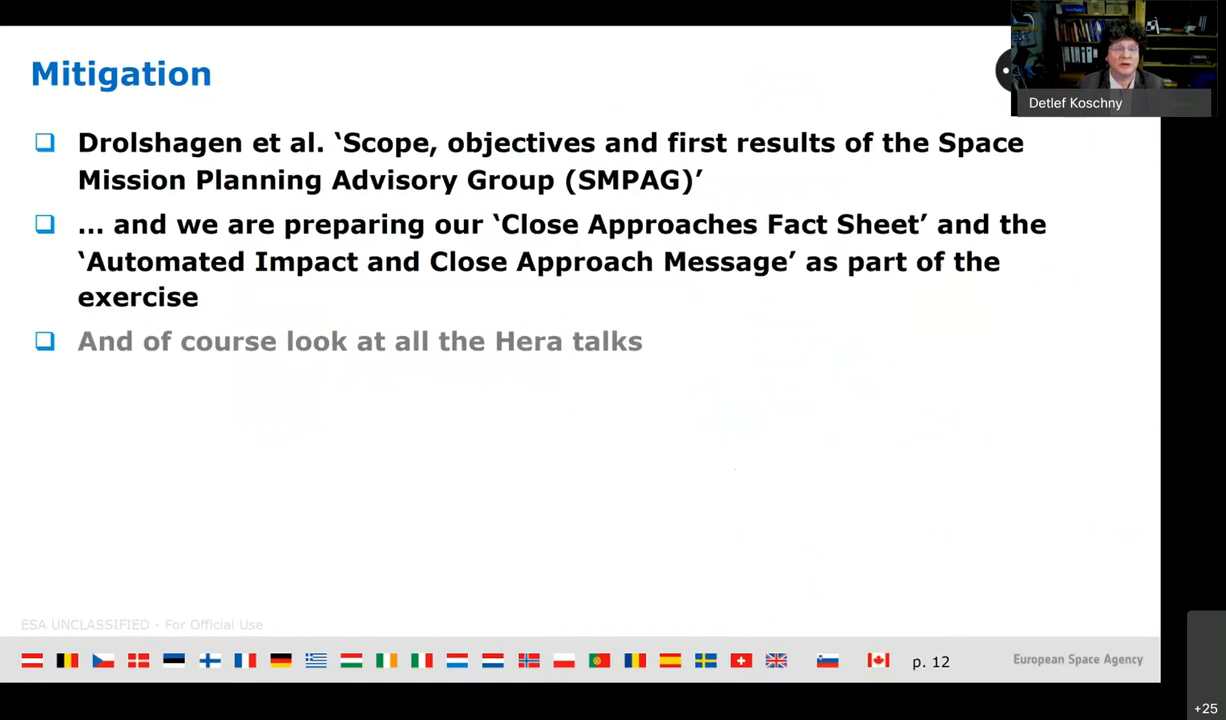 Mitigation
Detlef Koschny
❑ Drolshagen et al. ‘Scope, objectives and first results of the Space
Mission Planning Advisory Group (SMPAG)’
❑ ... and we are preparing our ‘Close Approaches Fact Sheet’ and the
‘Automated Impact and Close Approach Message’ as part of the
exercise
❑ And of course look at all the Hera talks
ESA UNCLASSIFIED - For Official Use
p. 12
European Space Agency
+25